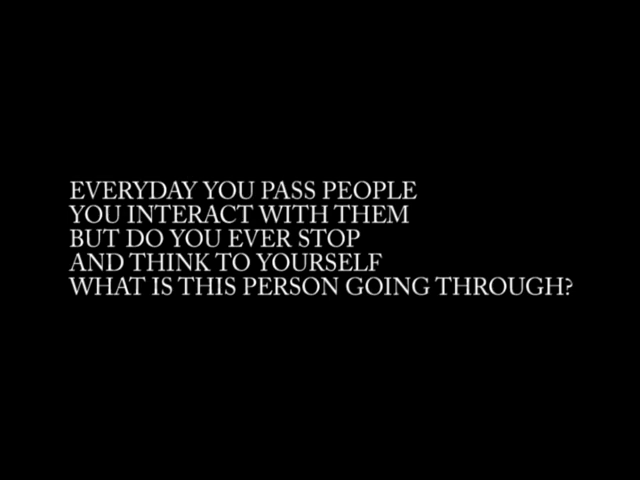 EVERYDAY YOU PASS PEOPLE
YOU INTERACT WITH THEM
BUT DO YOU EVER STOP
AND THINK TO YOURSELF
WHAT IS THIS PERSON GOING THROUGH?